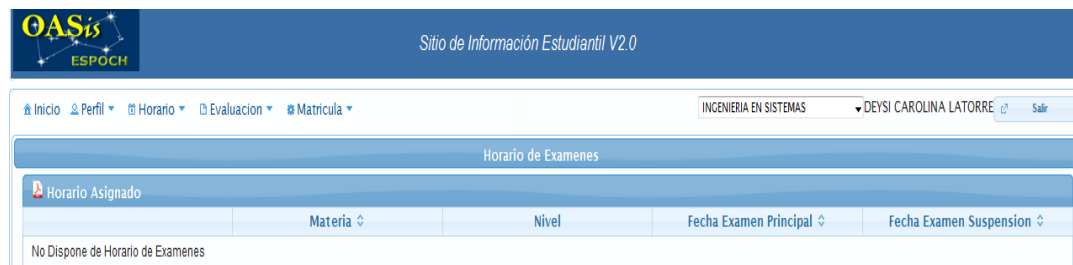 OASis
ESPOCH
Sitio de Información Estudiantil V2.0
Inicio Perfil Horario Evaluacion Matricula INGENIERIA EN SISTEMAS DEYSI CAROLINA LATORRE Salir
Horario de Examenes
Horario Asignado
Materia Nivel Fecha Examen Principal Fecha Examen Suspension
No Dispone de Horario de Examenes